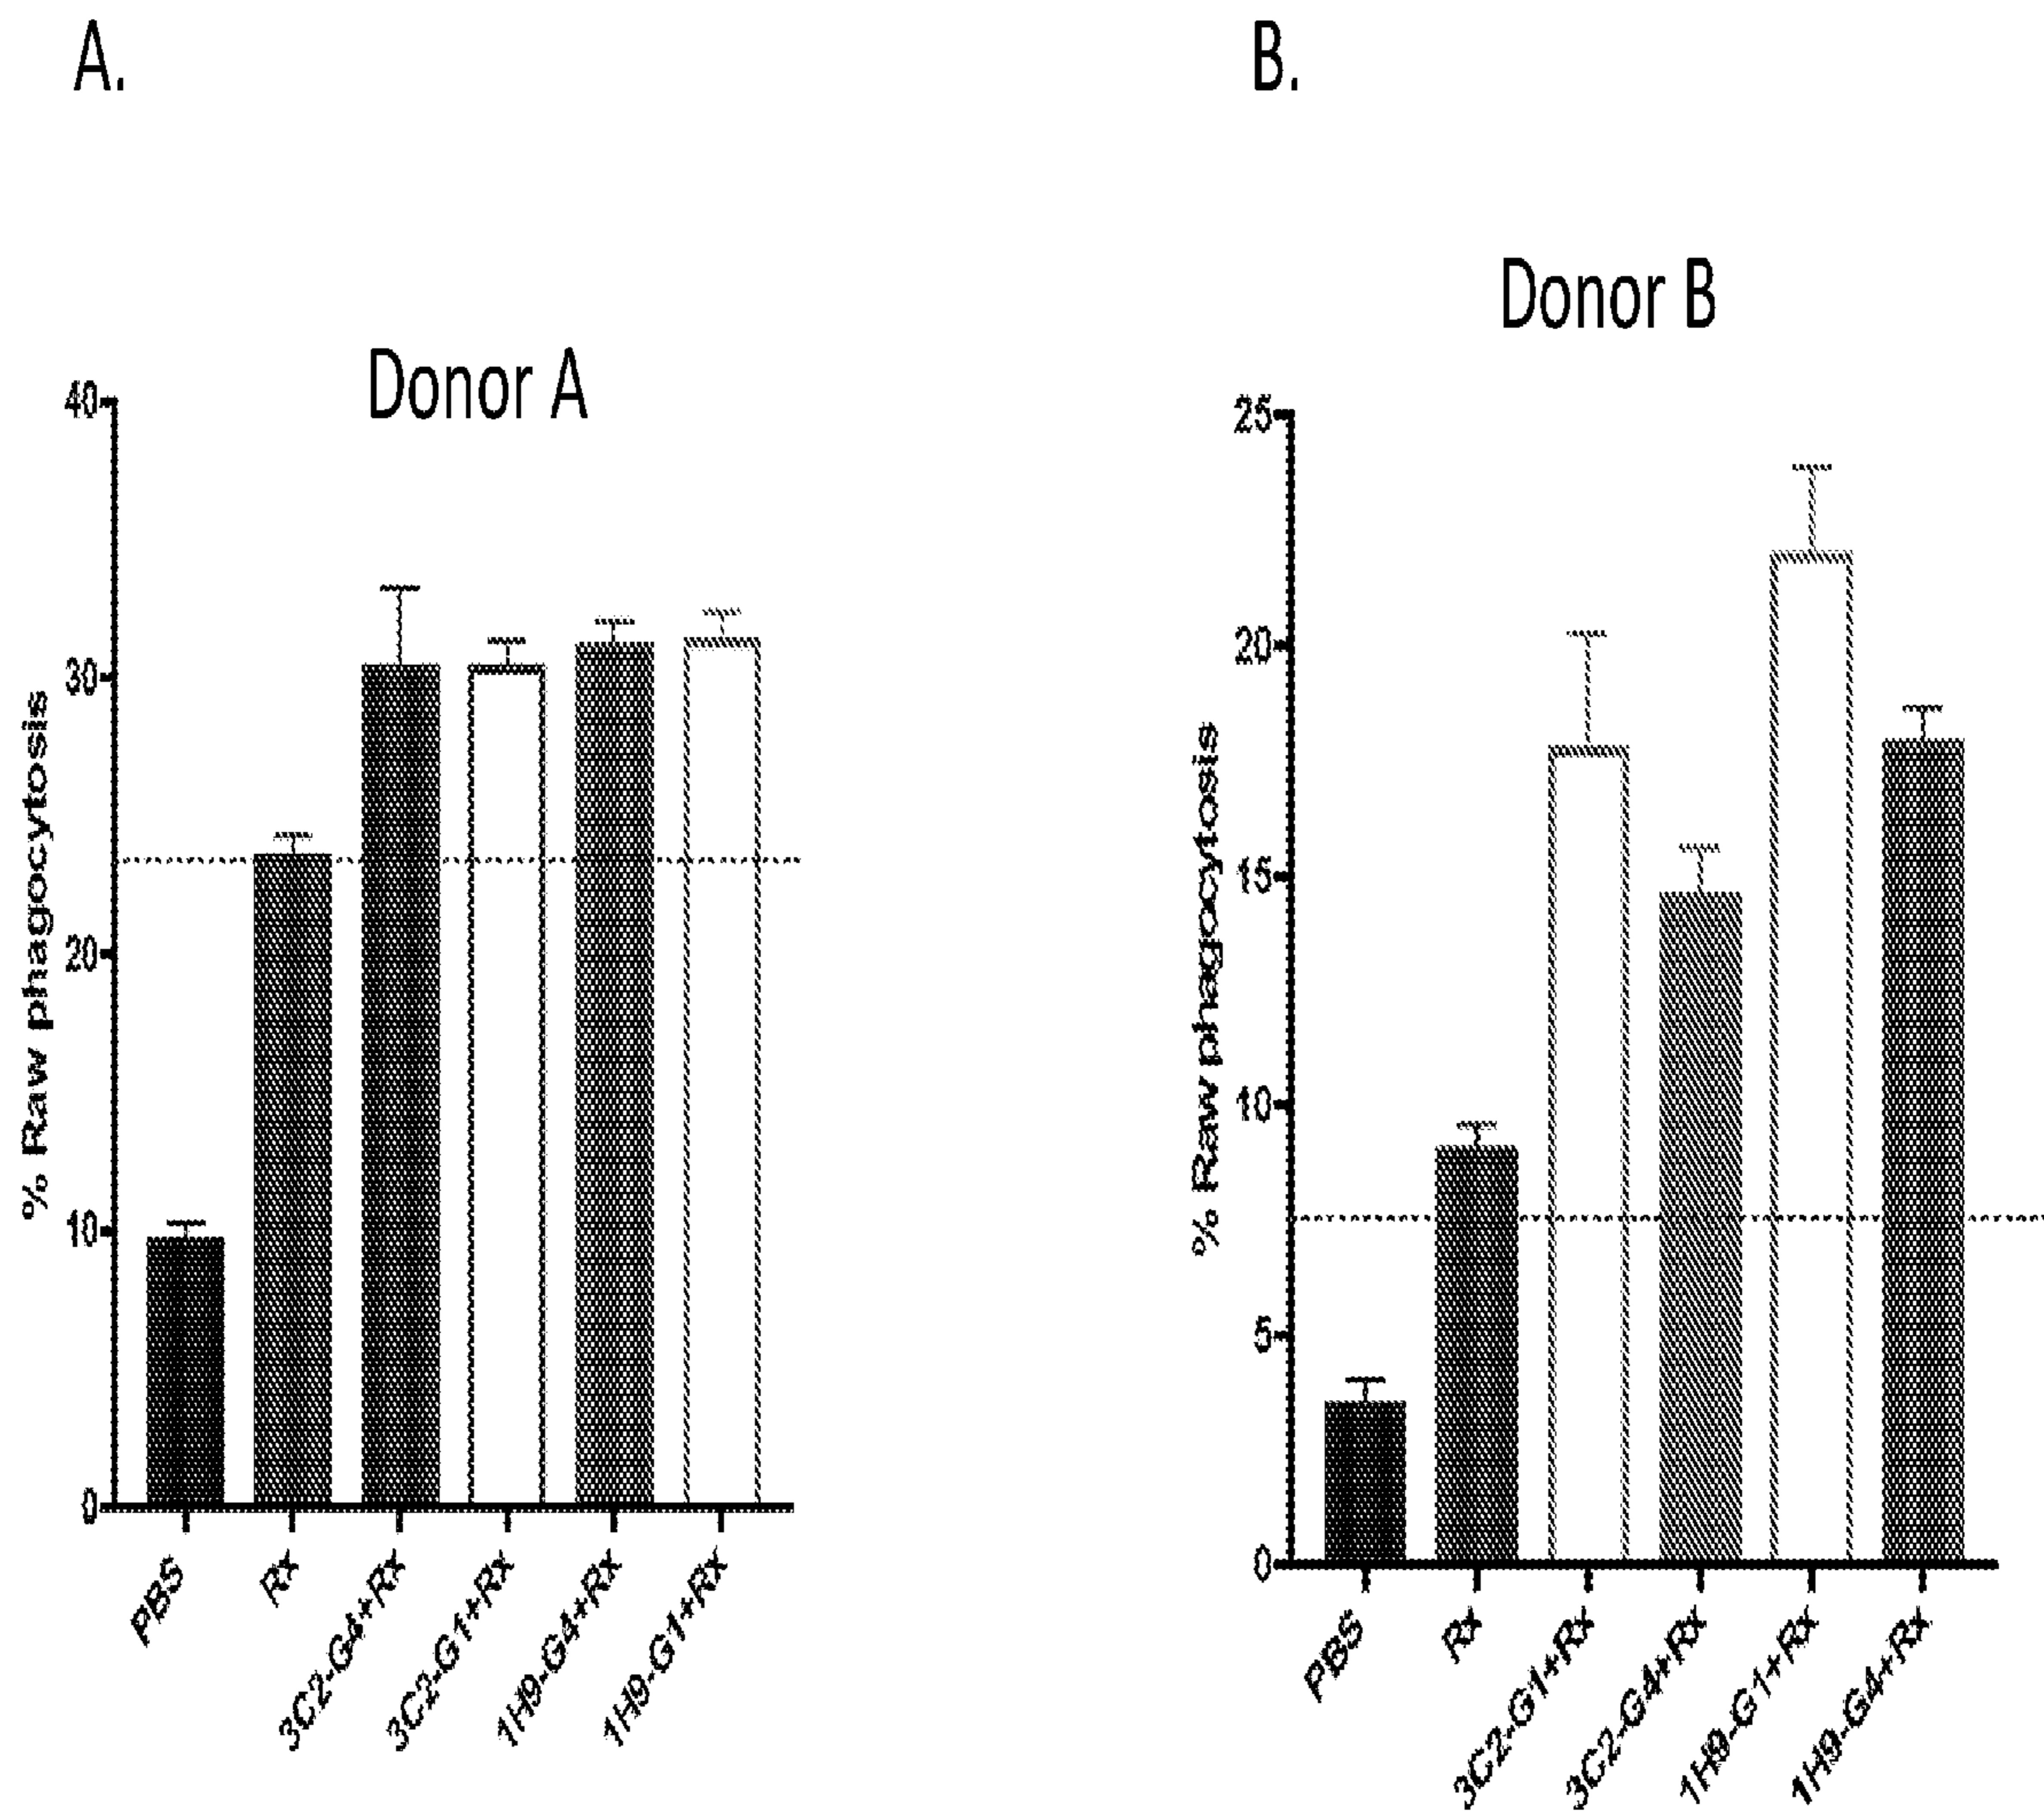 A.
Donor A
% Raw phagocytosis
40
30
20
10
0
PBS
Rx
3C2-G4+Rx
3C2-G1+Rx
1H9-G4+Rx
1H9-G1+Rx
B.
Donor B
% Raw phagocytosis
25
20
15
10
5
0
PBS
Rx
3C2-G1+Rx
3C2-G4+Rx
1H9-G1+Rx
1H9-G4+Rx